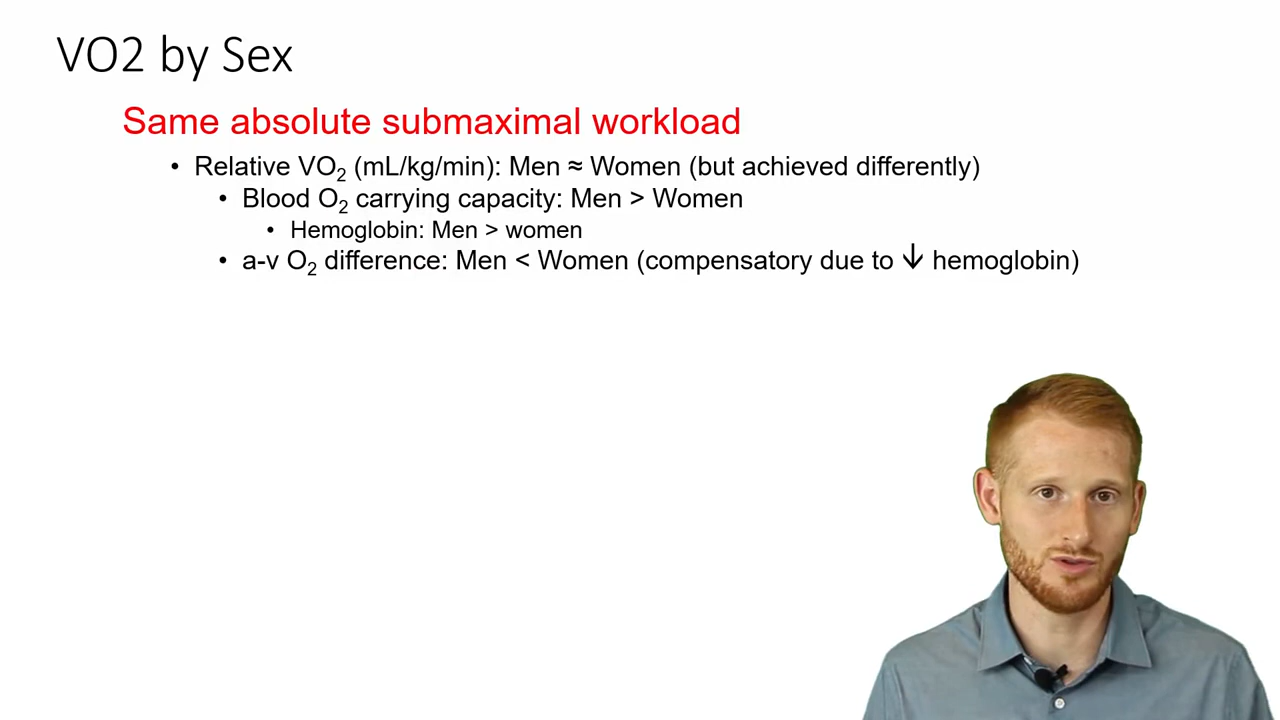 VO2 by Sex
Same absolute submaximal workload
• Relative VO₂ (mL/kg/min): Men ≈ Women (but achieved differently)
• Blood O₂ carrying capacity: Men > Women
• Hemoglobin: Men > women
• a-v O₂ difference: Men < Women (compensatory due to ↓ hemoglobin)